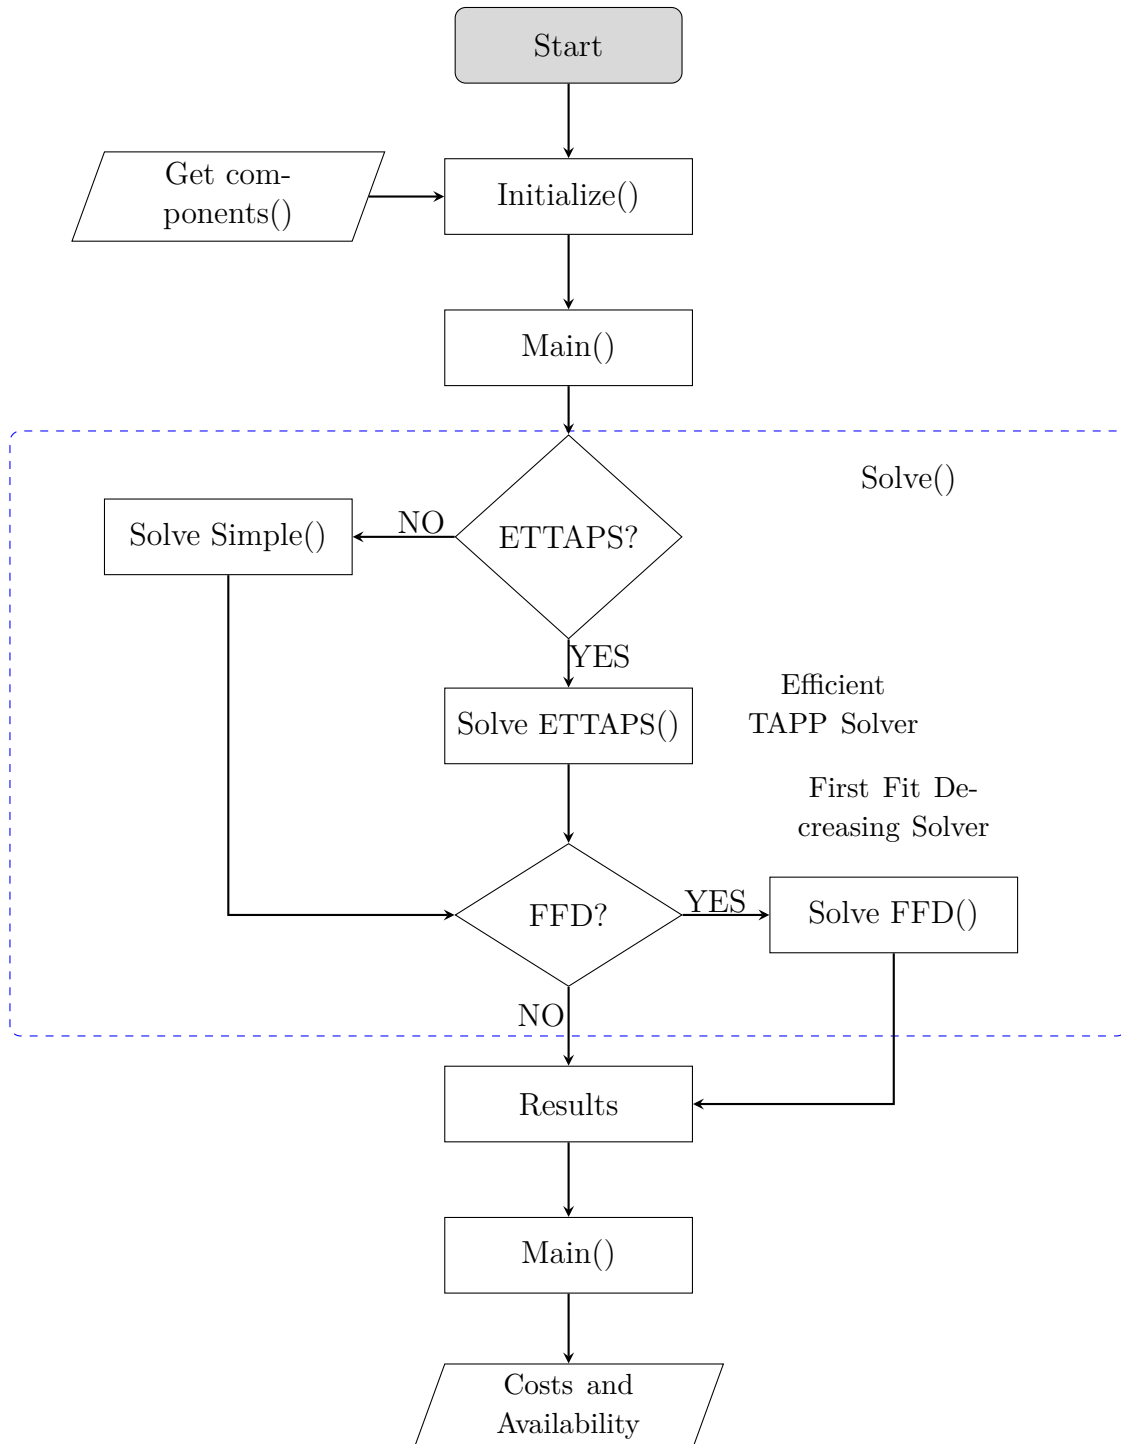 Start
Get com-
ponents()
Initialize()
Main()
Solve()
ETTAPS?
NO
Solve Simple()
YES
Solve ETTAPS()
Efficient
TAPP Solver
First Fit De-
creasing Solver
FFD?
YES
Solve FFD()
NO
Results
Main()
Costs and
Availability